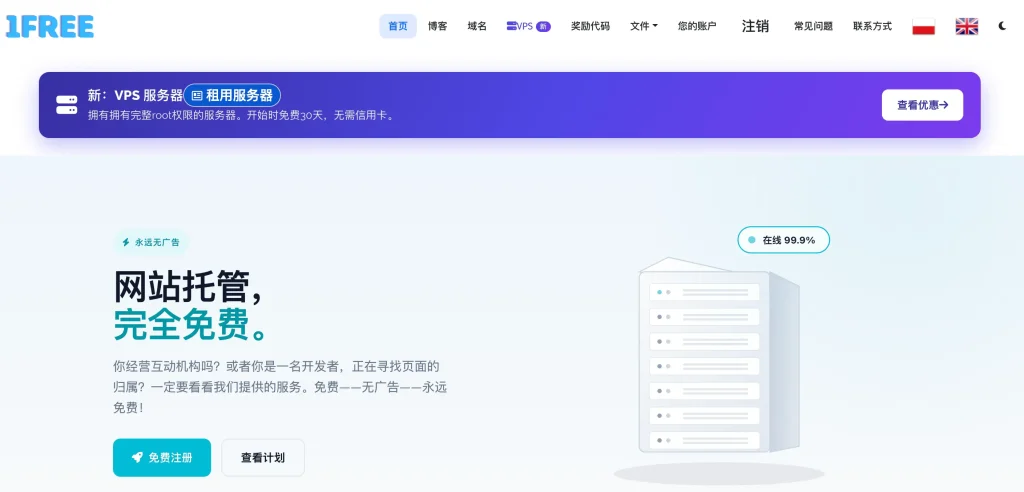 1FREE
首页 博客 域名 VPS 新 奖励代码 文件 您的账户 注销 常见问题 联系方式
新：VPS 服务器 租用服务器
拥有拥有完整root权限的服务器。开始时免费30天，无需信用卡。
查看优惠→
永远无广告
在线 99.9%
网站托管，
完全免费。
你经营互动机构吗？或者你是一名开发者，正在寻找页面的
归属？一定要看看我们提供的服务。免费——无广告——永远
免费！
免费注册 查看计划